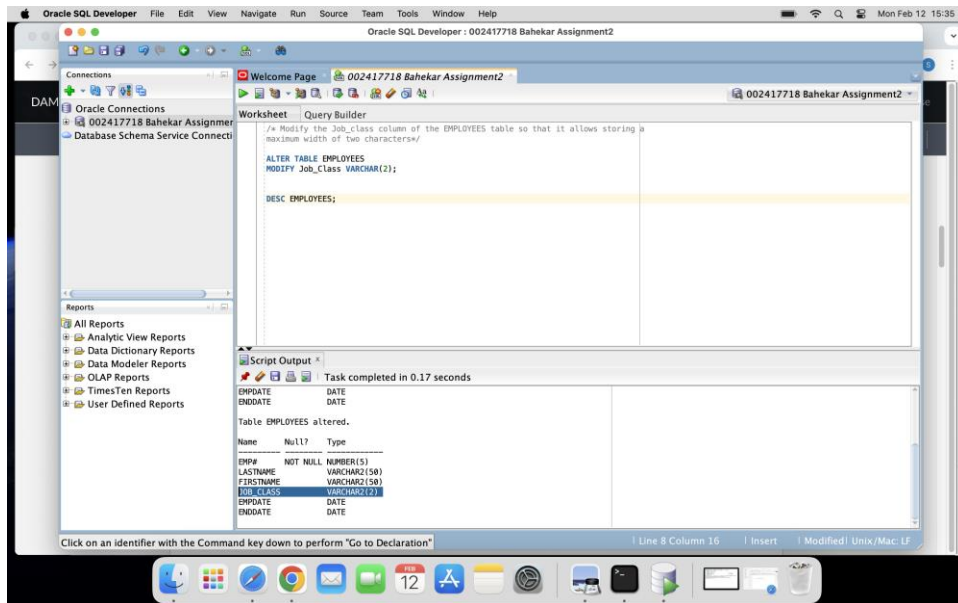 Oracle SQL Developer File Edit View Navigate Run Source Team Tools Window Help Mon Feb 12 15:35
Oracle SQL Developer : 002417718 Bahekar Assignment2
Connections
Oracle Connections
002417718 Bahekar Assignmer
Database Schema Service Connecti
DAM
Welcome Page 002417718 Bahekar Assignment2
002417718 Bahekar Assignment2
Worksheet Query Builder
/* Modify the Job_class column of the EMPLOYEES table so that it allows storing a
maximum width of two characters*/
ALTER TABLE EMPLOYEES
MODIFY Job_Class VARCHAR(2);
DESC EMPLOYEES;
Reports
All Reports
Analytic View Reports
Data Dictionary Reports
Data Modeler Reports
OLAP Reports
TimesTen Reports
User Defined Reports
Script Output
Task completed in 0.17 seconds
EMPDATE DATE
ENDDATE DATE
Table EMPLOYEES altered.
Name Null? Type
EMP# NOT NULL NUMBER(5)
LASTNAME VARCHAR2(50)
FIRSTNAME VARCHAR2(50)
JOB_CLASS VARCHAR2(2)
EMPDATE DATE
ENDDATE DATE
Click on an identifier with the Command key down to perform "Go to Declaration"
Line 8 Column 16 Insert Modified Unix/Mac: LF
FEB
12